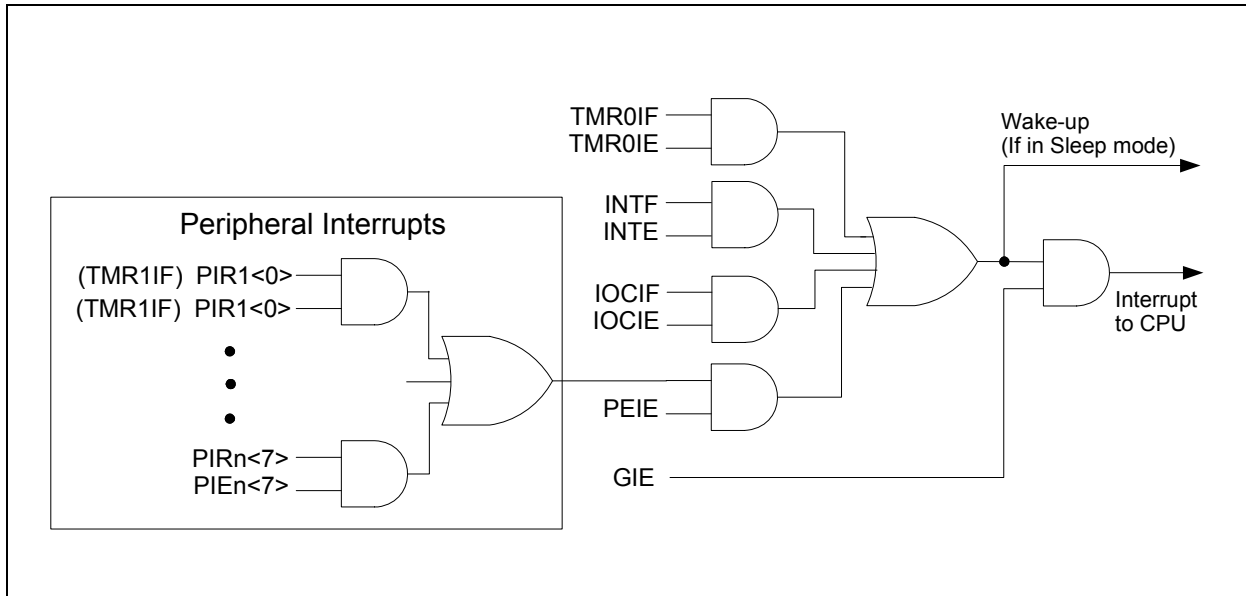 TMR0IF
TMR0IE
Wake-up
(If in Sleep mode)
INTF
INTE
Peripheral Interrupts
(TMR1IF) PIR1<0>
(TMR1IF) PIR1<0>
IOCIF
IOCIE
Interrupt
to CPU
PEIE
PIRn<7>
PIEn<7>
GIE